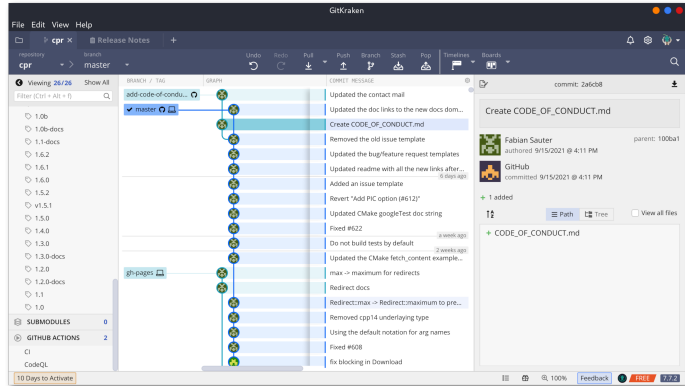 GitKraken
File Edit View Help
cpr × Release Notes +
repository branch Undo Redo Pull Push Branch Stash Pop Timelines Boards
cpr master
Viewing 26/26 Show All
Filter (Ctrl + Alt + f)
1.0b
1.0b-docs
1.1-docs
1.6.2
1.6.1
1.6.0
1.5.2
v1.5.1
1.5.0
1.4.0
1.3.0
1.3.0-docs
1.2.0
1.2.0-docs
1.1
1.0
SUBMODULES 0
GITHUB ACTIONS 2
CI
CodeQL
BRANCH / TAG GRAPH COMMIT MESSAGE
add-code-of-condu... Updated the contact mail
master Updated the doc links to the new docs dom...
Create CODE_OF_CONDUCT.md
Removed the old issue template
Updated the bug/feature request templates
Updated readme with all the new links after...
6 days ago
Added an issue template
Revert "Add PIC option (#612)"
Updated CMake googleTest doc string
Fixed #622
a week ago
Do not build tests by default
2 weeks ago
Updated the CMake fetch_content example...
gh-pages max -> maximum for redirects
Redirect docs
Redirect::max -> Redirect::maximum to pre...
Removed cpp14 underlaying type
Using the default notation for arg names
Fixed #608
fix blocking in Download
commit: 2a6cb8
Create CODE_OF_CONDUCT.md
Fabian Sauter parent: 100ba1
authored 9/15/2021 @ 4:11 PM
GitHub
committed 9/15/2021 @ 4:11 PM
+ 1 added
Path Tree View all files
+ CODE_OF_CONDUCT.md
10 Days to Activate 100% Feedback FREE 7.7.2